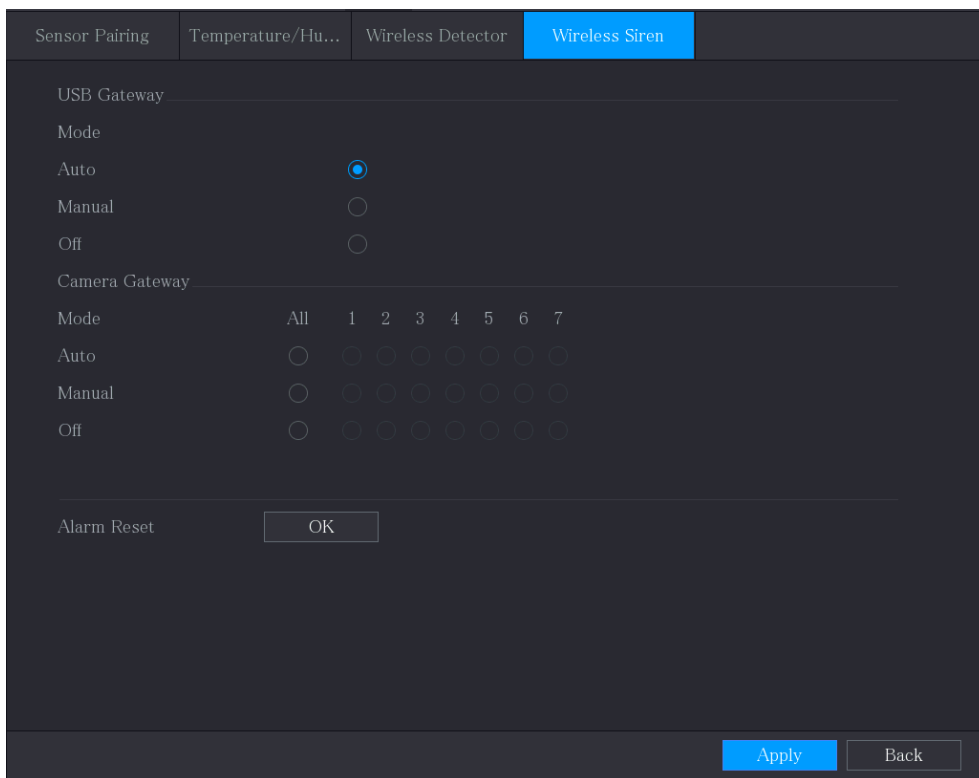 Sensor Pairing Temperature/Hu... Wireless Detector Wireless Siren
USB Gateway
Mode
Auto
Manual
Off
Camera Gateway
Mode All 1 2 3 4 5 6 7
Auto
Manual
Off
Alarm Reset OK
Apply Back